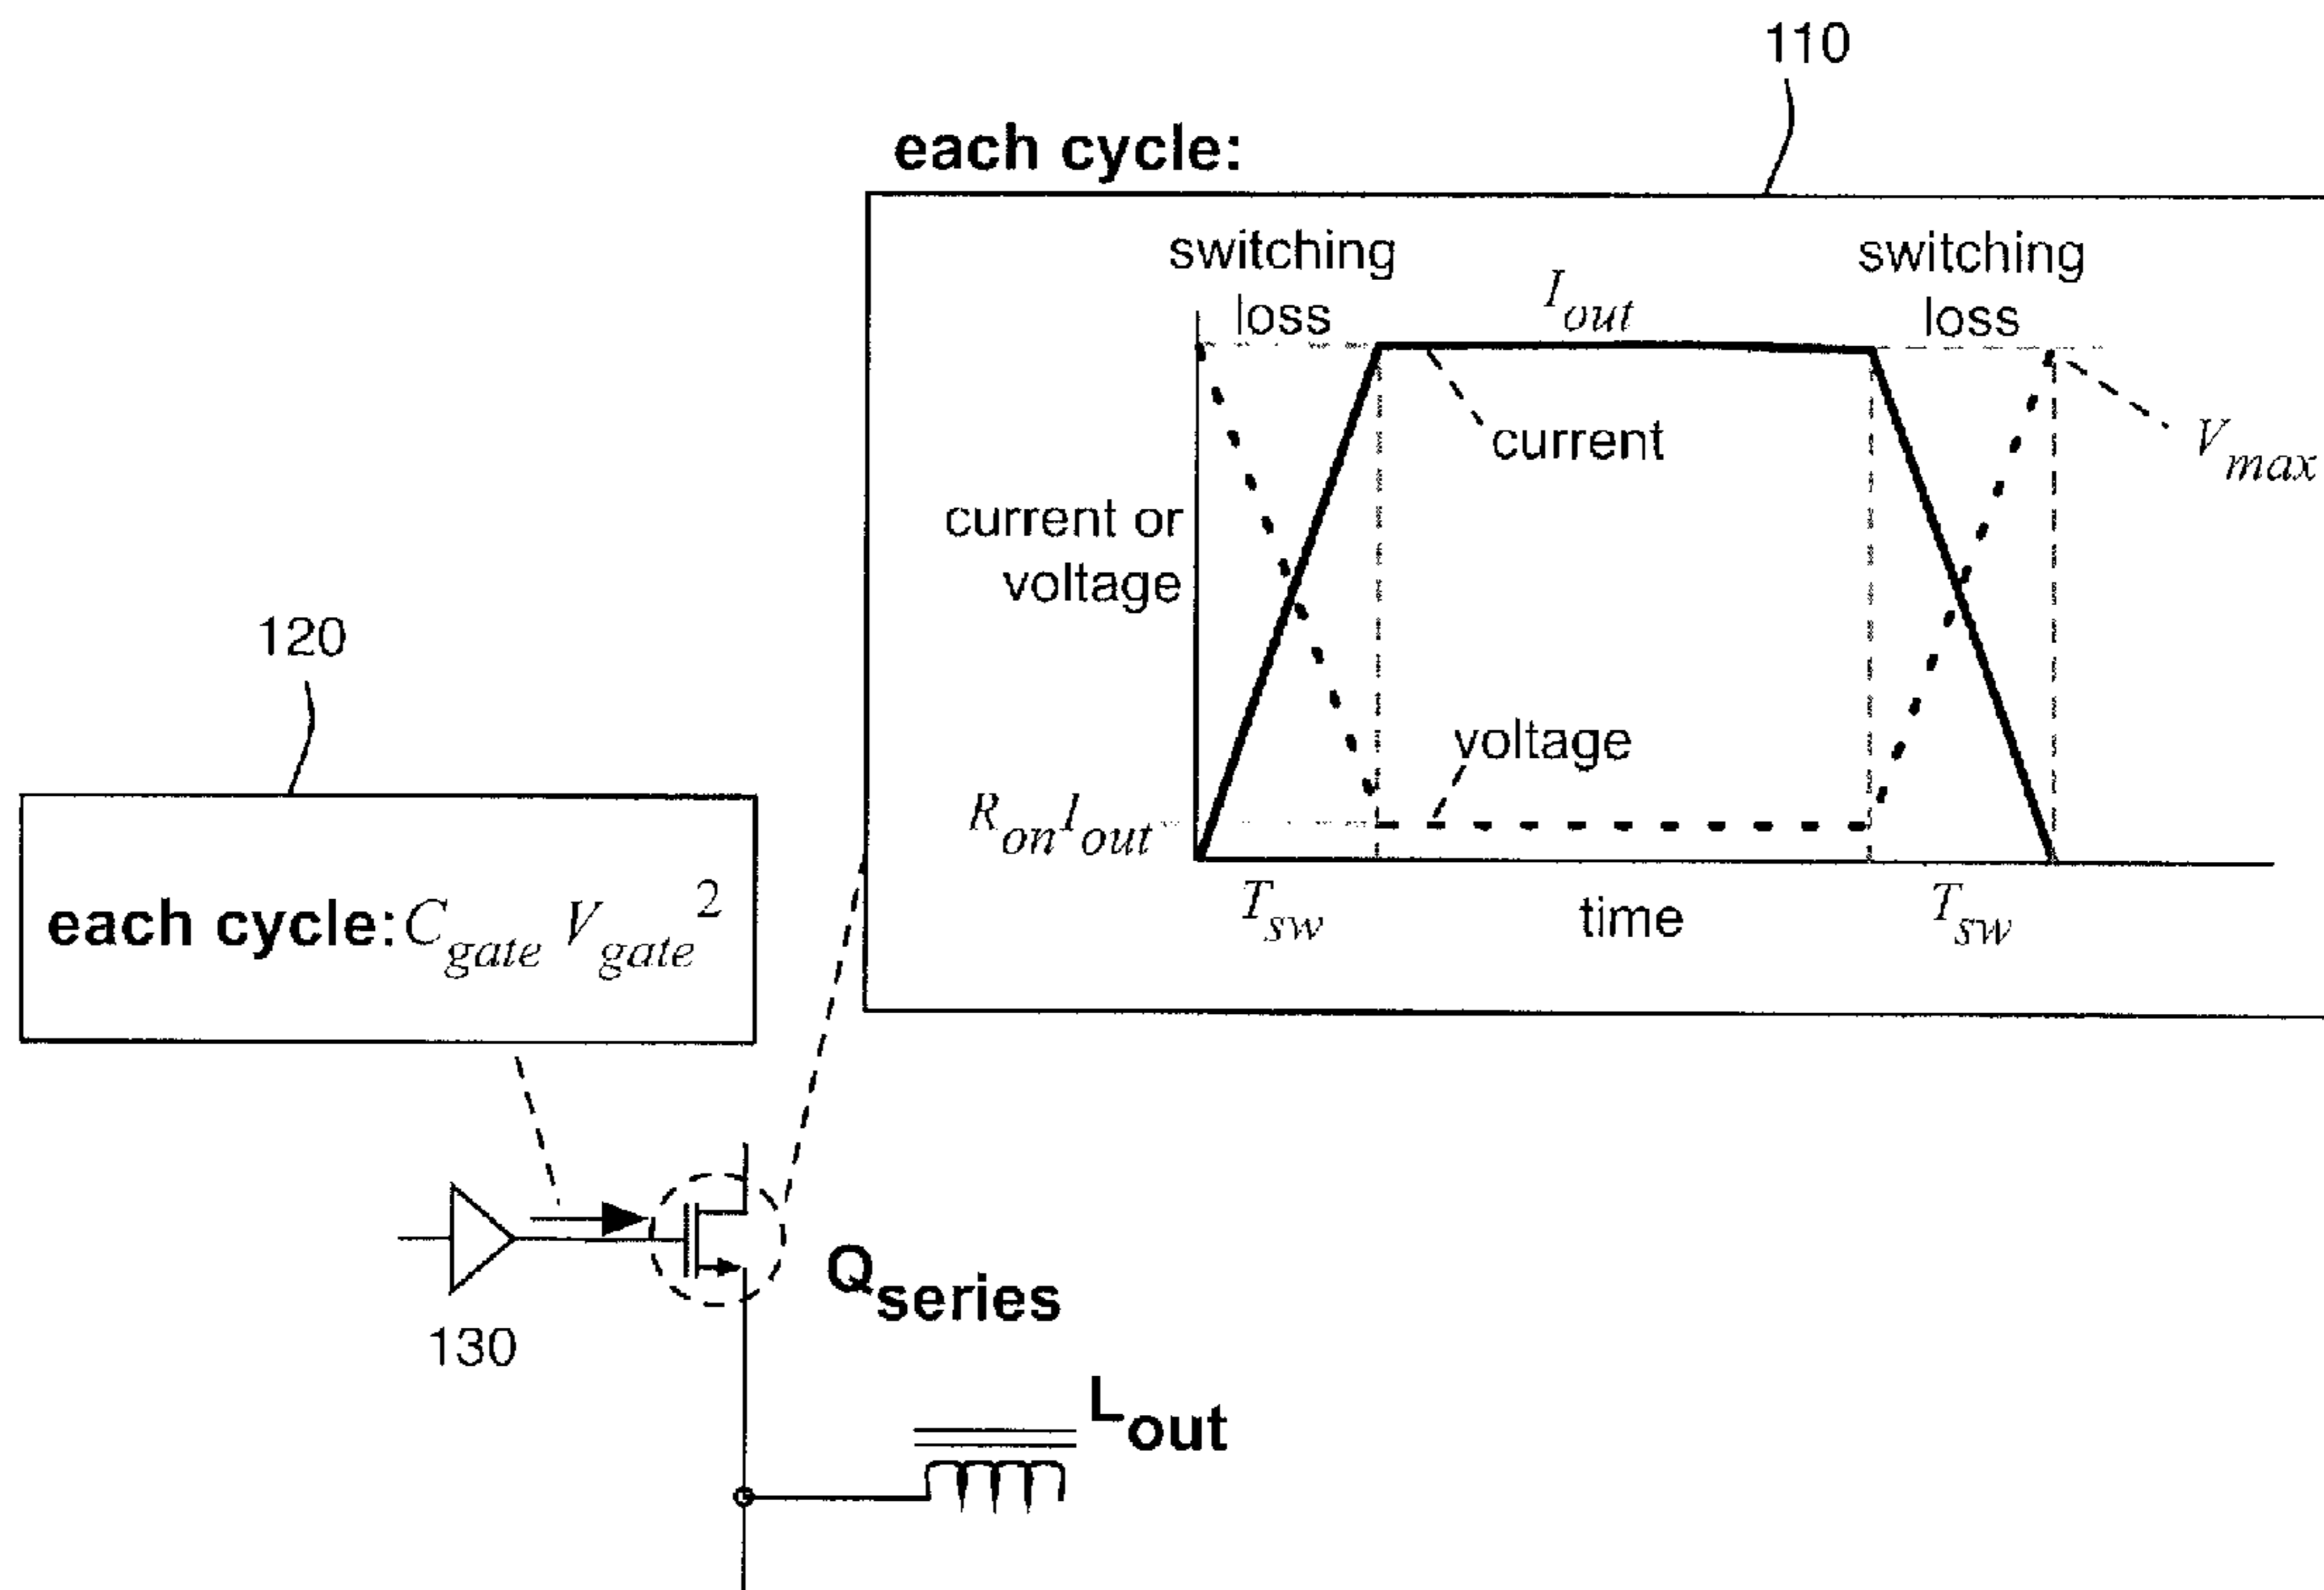 110
each cycle:
switching
loss
I_out
switching
loss
current
V_max
current or
voltage
voltage
R_on I_out
T_sw
time
T_sw
120
each cycle: C_gate V_gate^2
130
Q_series
L_out